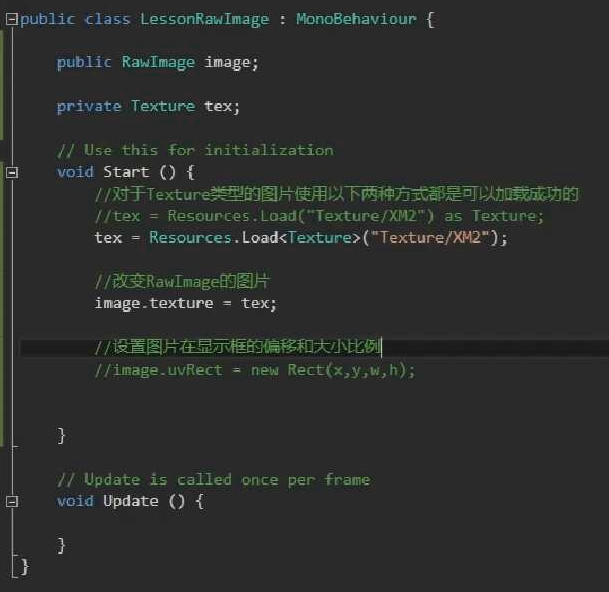 public class LessonRawImage : MonoBehaviour {
public RawImage image;
private Texture tex;
// Use this for initialization
void Start () {
//对于Texture类型的图片使用以下两种方式都是可以加载成功的
//tex = Resources.Load("Texture/XM2") as Texture;
tex = Resources.Load<Texture>("Texture/XM2");
//改变RawImage的图片
image.texture = tex;
//设置图片在显示框的偏移和大小比例
//image.uvRect = new Rect(x,y,w,h);
}
// Update is called once per frame
void Update () {
}
}